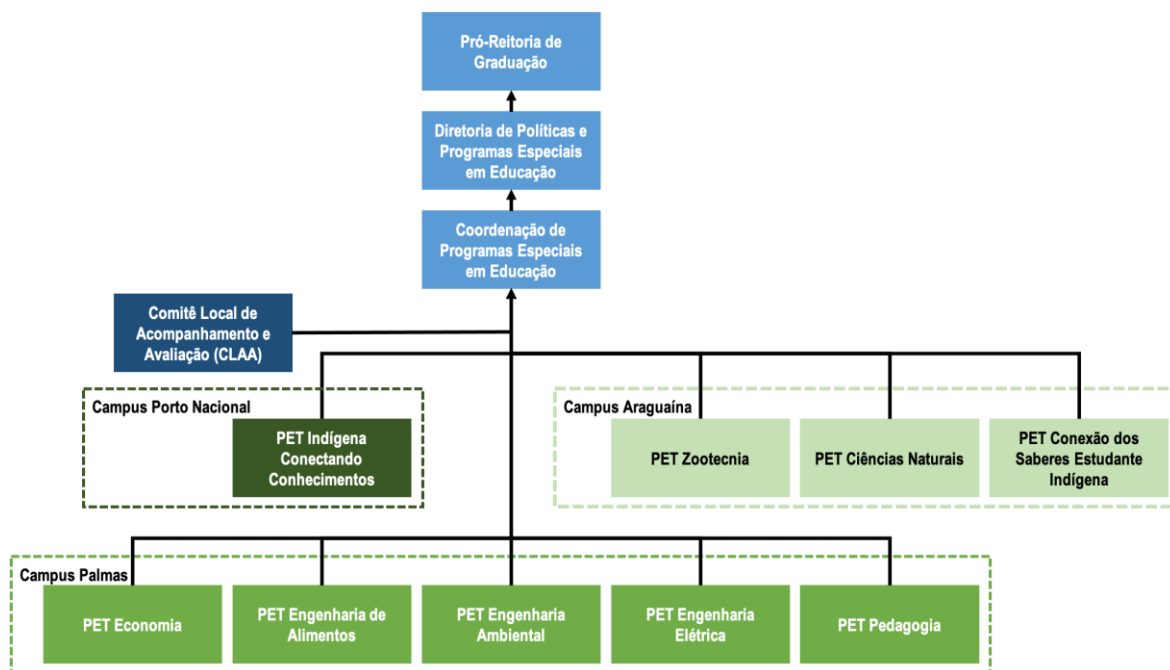 Pró-Reitoria de
Graduação
Diretoria de Políticas e
Programas Especiais
em Educação
Coordenação de
Programas Especiais
em Educação
Comitê Local de
Acompanhamento e
Avaliação (CLAA)
Campus Porto Nacional
PET Indígena
Conectando
Conhecimentos
Campus Araguaína
PET Zootecnia
PET Ciências Naturais
PET Conexão dos
Saberes Estudante
Indígena
Campus Palmas
PET Economia
PET Engenharia de
Alimentos
PET Engenharia
Ambiental
PET Engenharia
Elétrica
PET Pedagogia